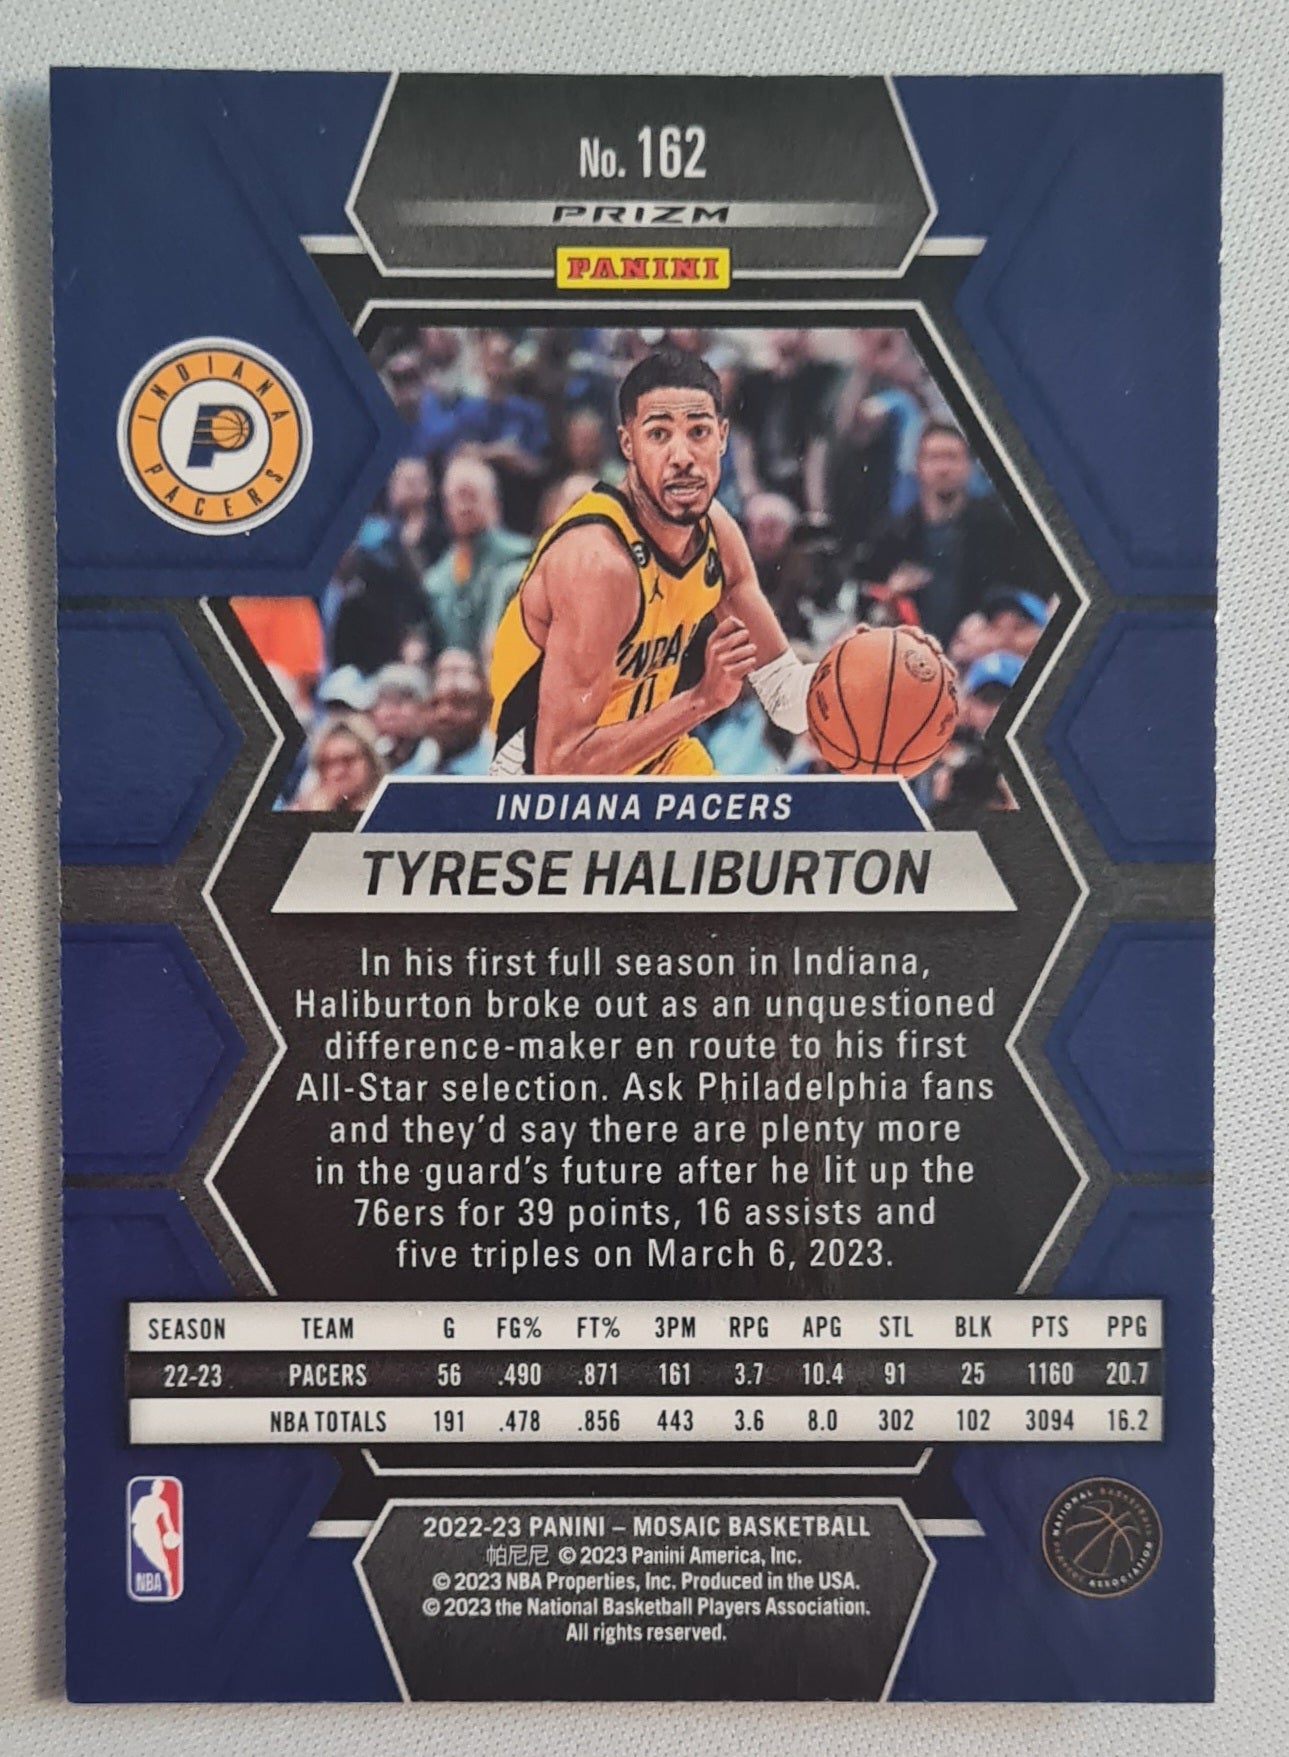 No. 162
PRIZM
PANINI
INDIANA
PACERS
INDIANA
11
INDIANA PACERS
TYRESE HALIBURTON
In his first full season in Indiana,
Haliburton broke out as an unquestioned
difference-maker en route to his first
All-Star selection. Ask Philadelphia fans
and they'd say there are plenty more
in the guard's future after he lit up the
76ers for 39 points, 16 assists and
five triples on March 6, 2023.
SEASON TEAM G FG% FT% 3PM RPG APG STL BLK PTS PPG
22-23 PACERS 56 .490 .871 161 3.7 10.4 91 25 1160 20.7
NBA TOTALS 191 .478 .856 443 3.6 8.0 302 102 3094 16.2
NBA
2022-23 PANINI – MOSAIC BASKETBALL
帕尼尼 © 2023 Panini America, Inc.
© 2023 NBA Properties, Inc. Produced in the USA.
© 2023 the National Basketball Players Association.
All rights reserved.
NATIONAL BASKETBALL
PLAYERS ASSOCIATION